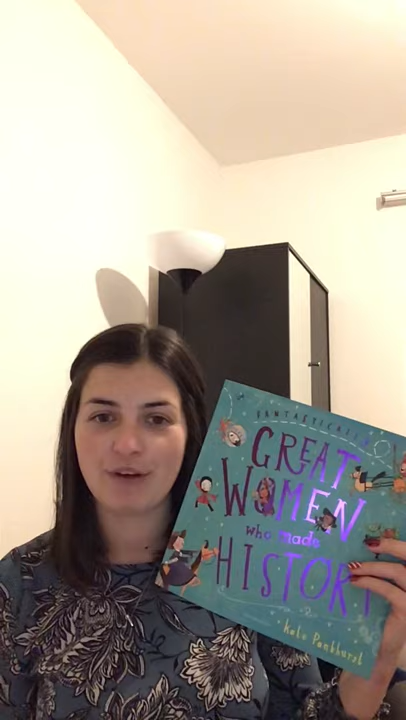 FANTASTICALLY
GREAT
WOMEN
who made
HISTORY
Kate Pankhurst